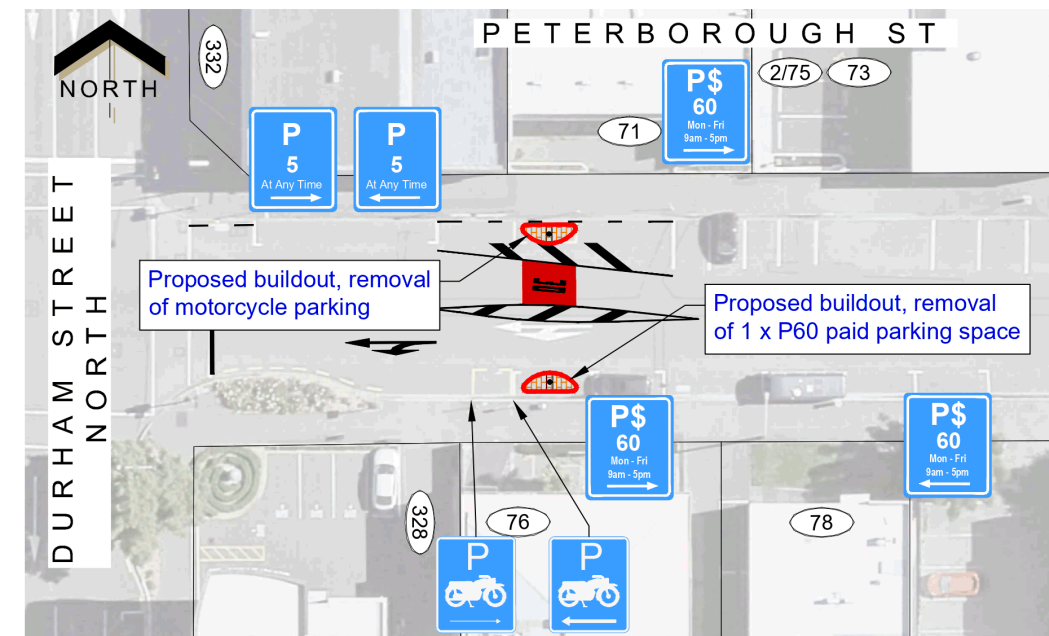 PETERBOROUGH ST
NORTH
332
2/75
73
P$
60
Mon - Fri
9am - 5pm
71
P
5
At Any Time
P
5
At Any Time
DURHAM STREET
NORTH
Proposed buildout, removal
of motorcycle parking
Proposed buildout, removal
of 1 x P60 paid parking space
P$
60
Mon - Fri
9am - 5pm
P$
60
Mon - Fri
9am - 5pm
328
76
78
P
P